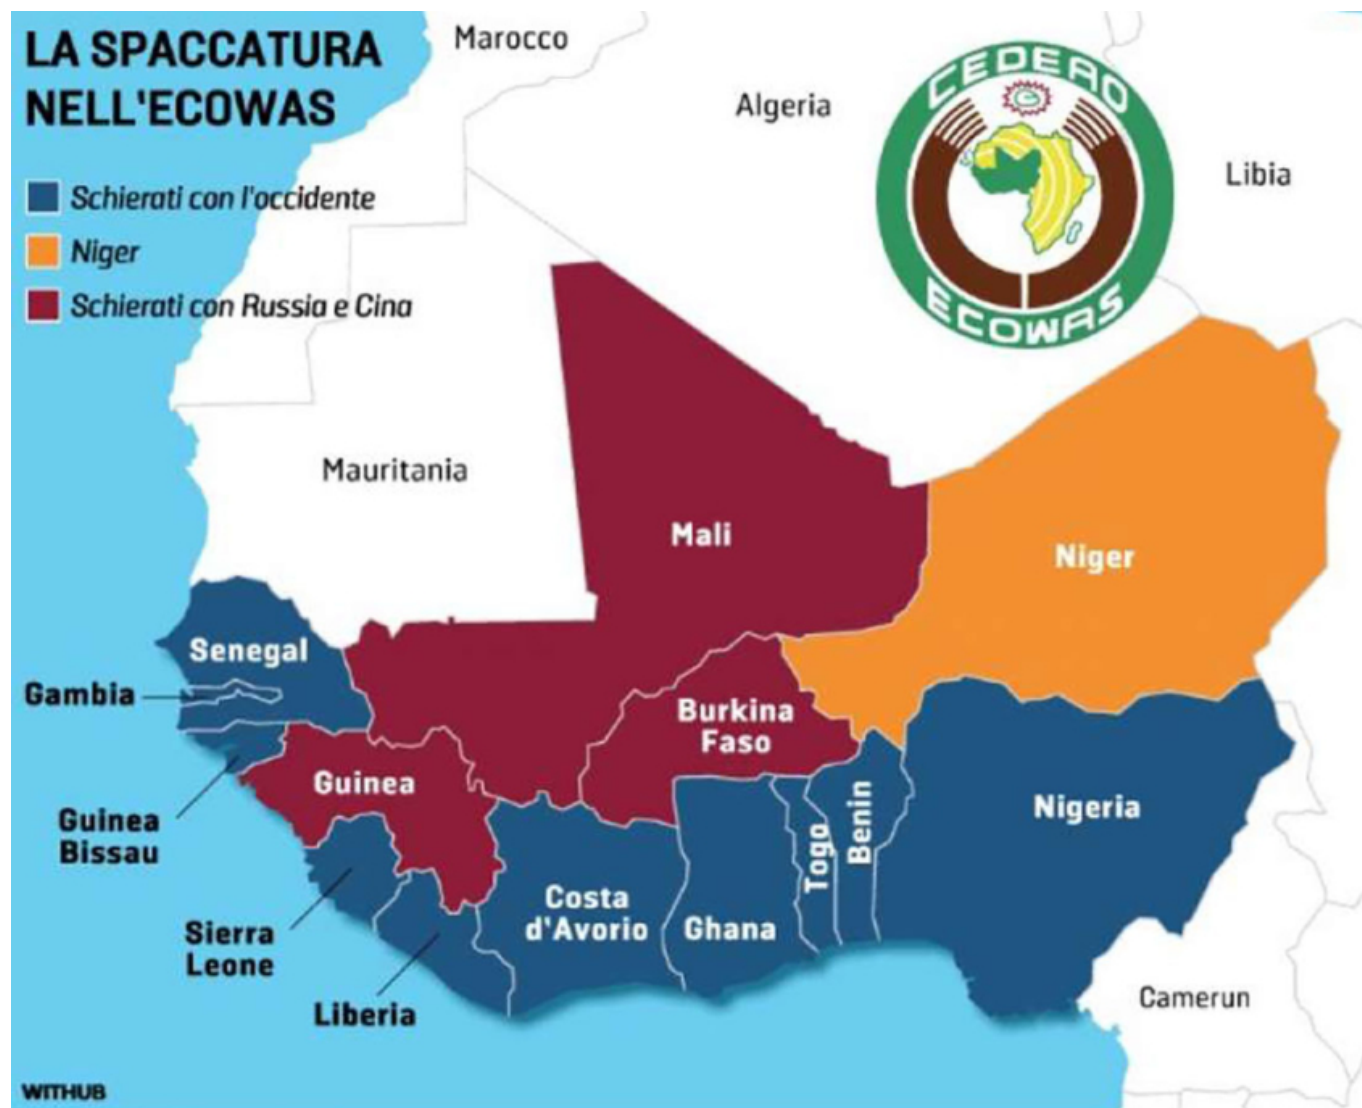 LA SPACCATURA
NELL'ECOWAS
Schierati con l'occidente
Niger
Schierati con Russia e Cina
Marocco
Algeria
Libia
CEDEAO
ECOWAS
Mauritania
Mali
Niger
Senegal
Gambia
Burkina
Faso
Guinea
Guinea
Bissau
Nigeria
Benin
Togo
Costa
d'Avorio
Ghana
Sierra
Leone
Liberia
Camerun
WITHUB